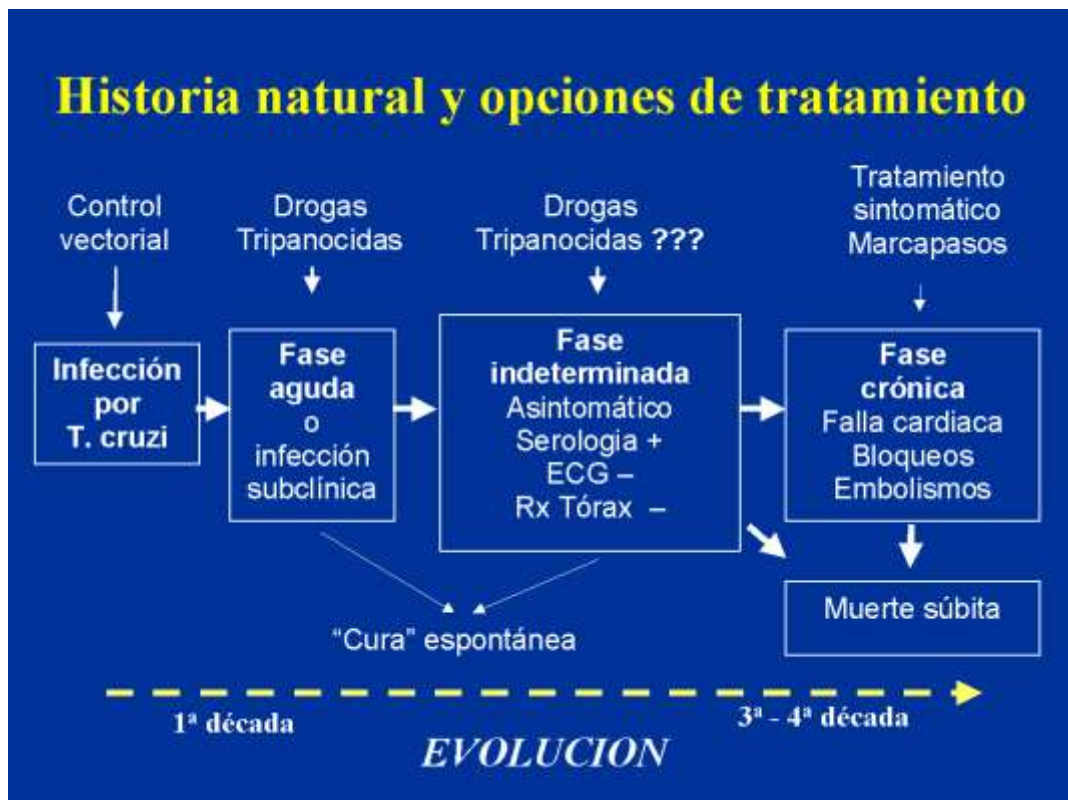 Historia natural y opciones de tratamiento
Control
vectorial
Drogas
Tripanocidas
Drogas
Tripanocidas ???
Tratamiento
sintomático
Marcapasos
Infección
por
T. cruzi
Fase
aguda
o
infección
subclínica
Fase
indeterminada
Asintomático
Serologia +
ECG –
Rx Tórax –
Fase
crónica
Falla cardiaca
Bloqueos
Embolismos
Muerte súbita
“Cura” espontánea
1ª década
3ª - 4ª década
EVOLUCION